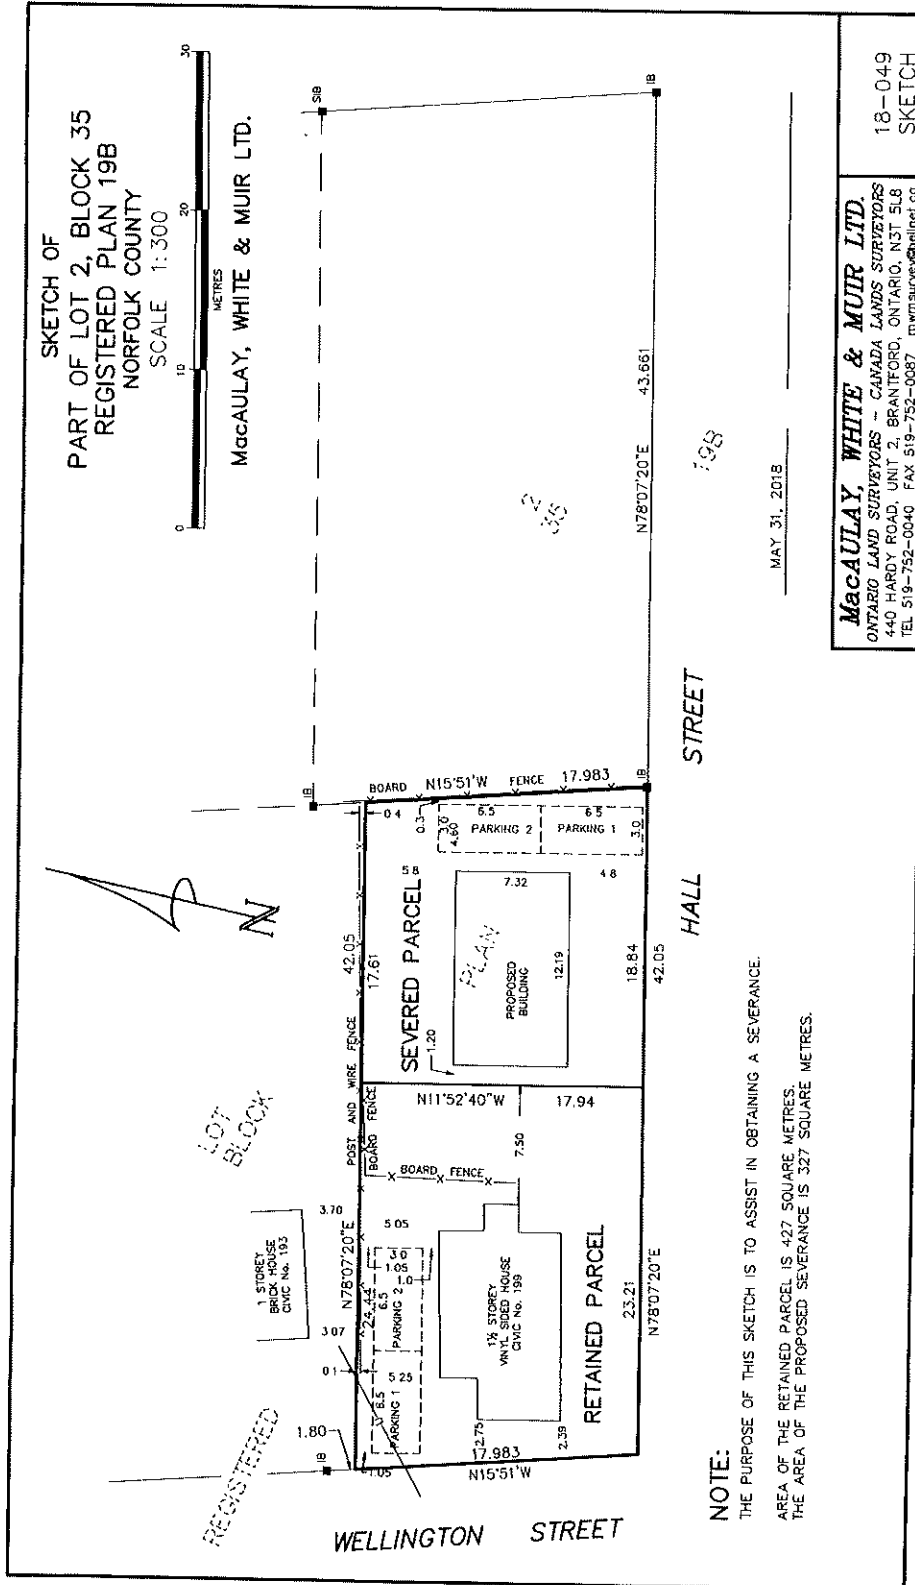 SKETCH OF
PART OF LOT 2, BLOCK 35
REGISTERED PLAN 19B
NORFOLK COUNTY
SCALE 1:300
0 10 20 30
METRES
MacAULAY, WHITE & MUIR LTD.
SIB
IB
IB
IB
IB
43.661
N78°07'20"E
2
35
19B
MAY 31, 2018
MacAULAY, WHITE & MUIR LTD.
ONTARIO LAND SURVEYORS - CANADA LANDS SURVEYORS
440 HARDY ROAD, UNIT 2, BRANTFORD, ONTARIO, N3T 5L8
TEL 519-752-0040 FAX 519-752-0087
18-049
SKETCH
HALL STREET
N
BOARD N15°51'W FENCE 17.983
0.4
0.3
3.0
4.60
6.5
PARKING 2
6.5
PARKING 1
3.0
5.8
7.32
4.8
SEVERED PARCEL
PLAN
PROPOSED
BUILDING
12.19
1.20
42.05
17.61
18.84
42.05
POST AND WIRE FENCE
BOARD FENCE
N11°52'40"W 17.94
7.50
BOARD FENCE
LOT
BLOCK
1 STOREY
BRICK HOUSE
CIVIC No. 193
3.70
3.07
N78°07'20"E
24.44
5.05
3.0
1.05
1.0
6.5
PARKING 2
5.25
6.5
PARKING 1
0.1
1.80
1.05
1½ STOREY
VINYL SIDED HOUSE
CIVIC No. 199
2.75
2.39
RETAINED PARCEL
23.21
N78°07'20"E
17.983
N15°51'W
REGISTERED
WELLINGTON STREET
NOTE:
THE PURPOSE OF THIS SKETCH IS TO ASSIST IN OBTAINING A SEVERANCE.
AREA OF THE RETAINED PARCEL IS 427 SQUARE METRES.
THE AREA OF THE PROPOSED SEVERANCE IS 327 SQUARE METRES.